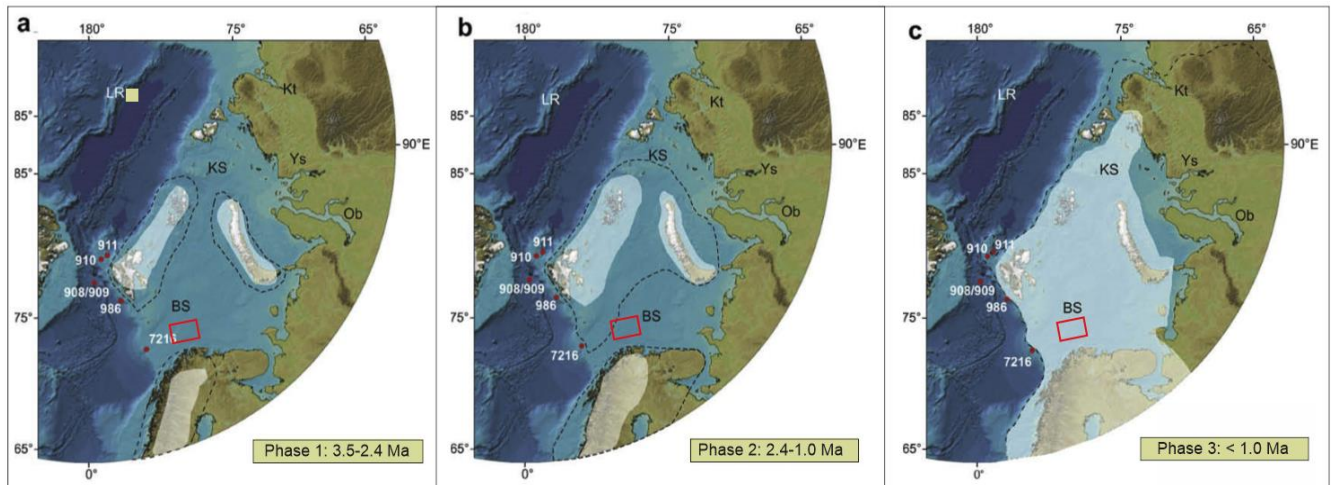 a
180°
75°
65°
LR
Kt
85°
90°E
Ys
KS
85°
Ob
911
910
908/909
986
BS
75°
7216
65°
0°
Phase 1: 3.5-2.4 Ma
b
180°
75°
65°
LR
Kt
85°
90°E
KS
Ys
85°
Ob
911
910
908/909
986
BS
75°
7216
65°
0°
Phase 2: 2.4-1.0 Ma
c
180°
75°
65°
LR
Kt
85°
90°E
Ys
KS
85°
Ob
911
910
908/909
986
BS
75°
7216
65°
0°
Phase 3: < 1.0 Ma